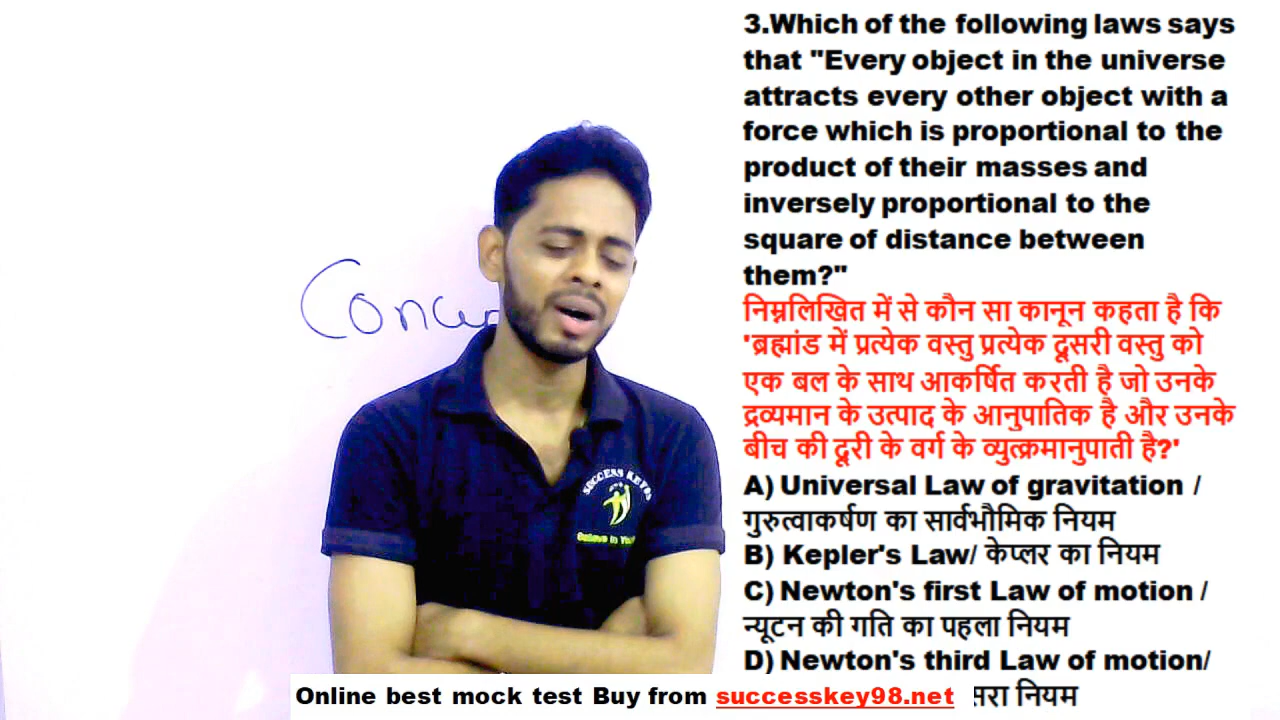 3.Which of the following laws says
that "Every object in the universe
attracts every other object with a
force which is proportional to the
product of their masses and
inversely proportional to the
square of distance between
them?"
निम्नलिखित में से कौन सा कानून कहता है कि
'ब्रह्मांड में प्रत्येक वस्तु प्रत्येक दूसरी वस्तु को
एक बल के साथ आकर्षित करती है जो उनके
द्रव्यमान के उत्पाद के आनुपातिक है और उनके
बीच की दूरी के वर्ग के व्युत्क्रमानुपाती है?'
A) Universal Law of gravitation /
गुरुत्वाकर्षण का सार्वभौमिक नियम
B) Kepler's Law/ केप्लर का नियम
C) Newton's first Law of motion /
न्यूटन की गति का पहला नियम
D) Newton's third Law of motion/
नियम
SUCCESS KEY98
Believe In
Online best mock test Buy from successkey98.net